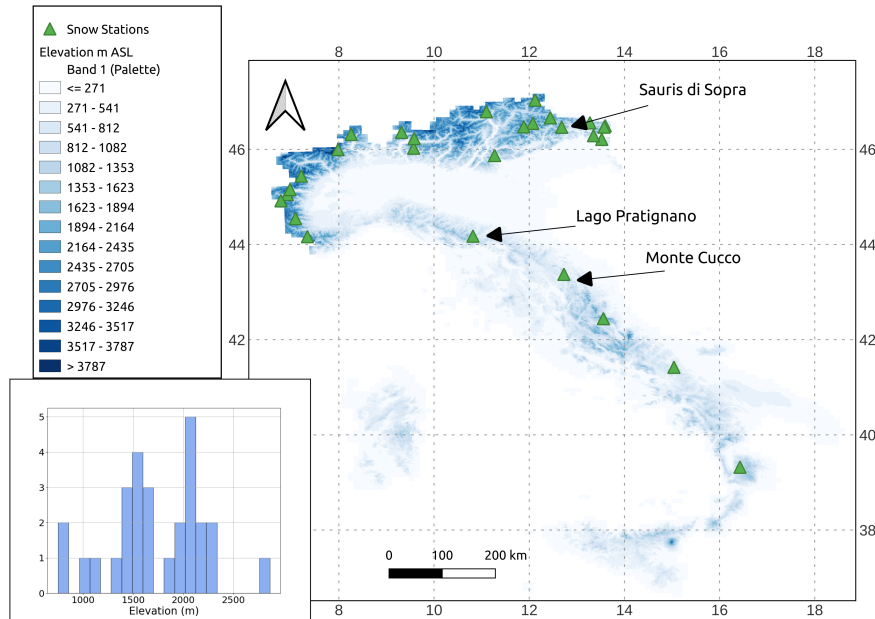 Snow Stations
Elevation m ASL
Band 1 (Palette)
<= 271
271 - 541
541 - 812
812 - 1082
1082 - 1353
1353 - 1623
1623 - 1894
1894 - 2164
2164 - 2435
2435 - 2705
2705 - 2976
2976 - 3246
3246 - 3517
3517 - 3787
> 3787
8 10 12 14 16 18
Sauris di Sopra
46 46
Lago Pratignano
44 44
Monte Cucco
42 42
40
38
0 100 200 km
8 10 12 14 16 18
5
4
3
2
1
0
1000 1500 2000 2500
Elevation (m)